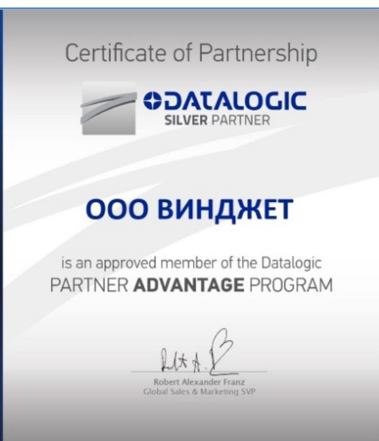 Certificate of Partnership
DATALOGIC
SILVER PARTNER
ООО ВИНДЖЕТ
is an approved member of the Datalogic
PARTNER ADVANTAGE PROGRAM
Robert Alexander Franz
Global Sales & Marketing SVP